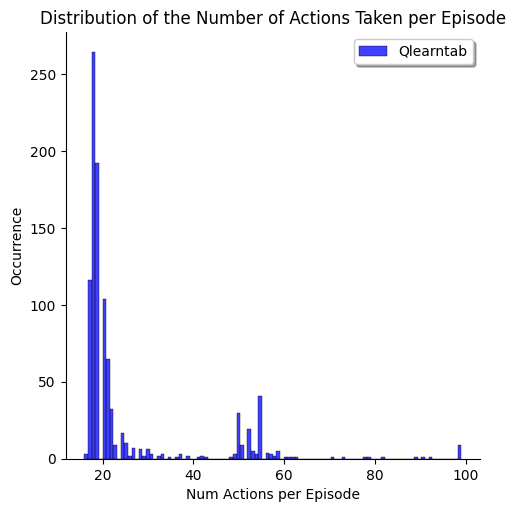 Distribution of the Number of Actions Taken per Episode
Qlearntab
250
200
150
100
50
0
Occurrence
20 40 60 80 100
Num Actions per Episode